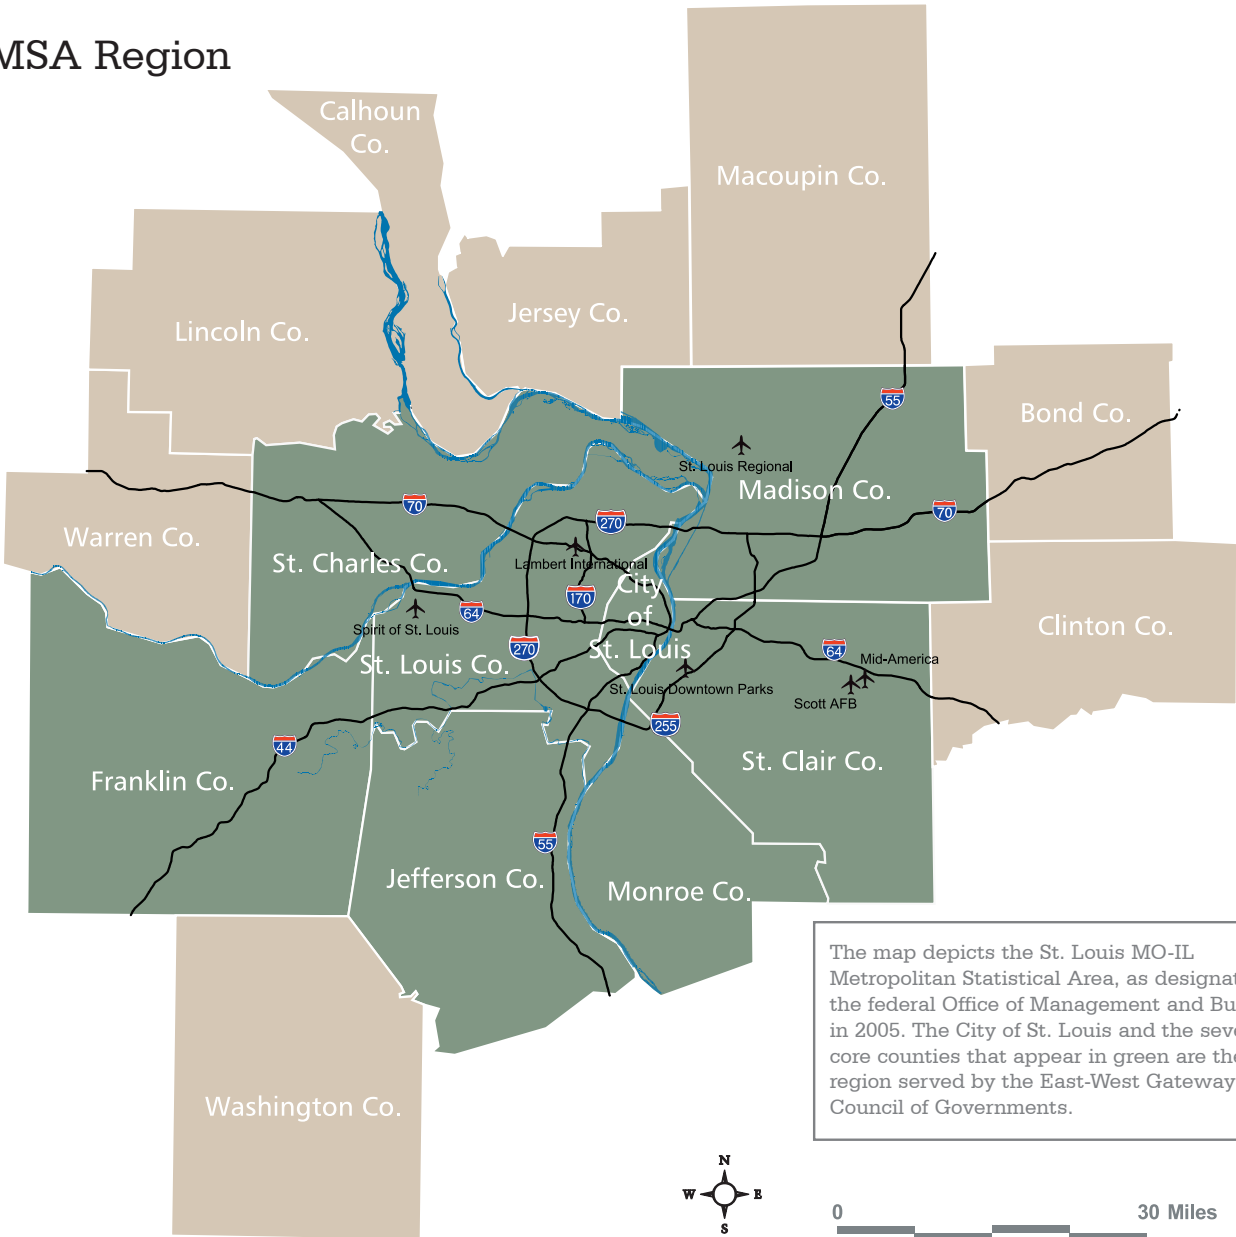 MSA Region
Calhoun
Co.
Macoupin Co.
Jersey Co.
Lincoln Co.
55
Bond Co.
St. Louis Regional
Madison Co.
70
270
70
Warren Co.
Lambert International
St. Charles Co.
City
of
St. Louis
170
64
Spirit of St. Louis
270
St. Louis Co.
Clinton Co.
64
Mid-America
Scott AFB
St. Louis Downtown Parks
255
44
St. Clair Co.
Franklin Co.
55
Jefferson Co.
Monroe Co.
The map depicts the St. Louis MO-IL
Metropolitan Statistical Area, as designat
the federal Office of Management and Bu
in 2005. The City of St. Louis and the seve
core counties that appear in green are the
region served by the East-West Gateway
Council of Governments.
Washington Co.
N
W E
S
0 30 Miles